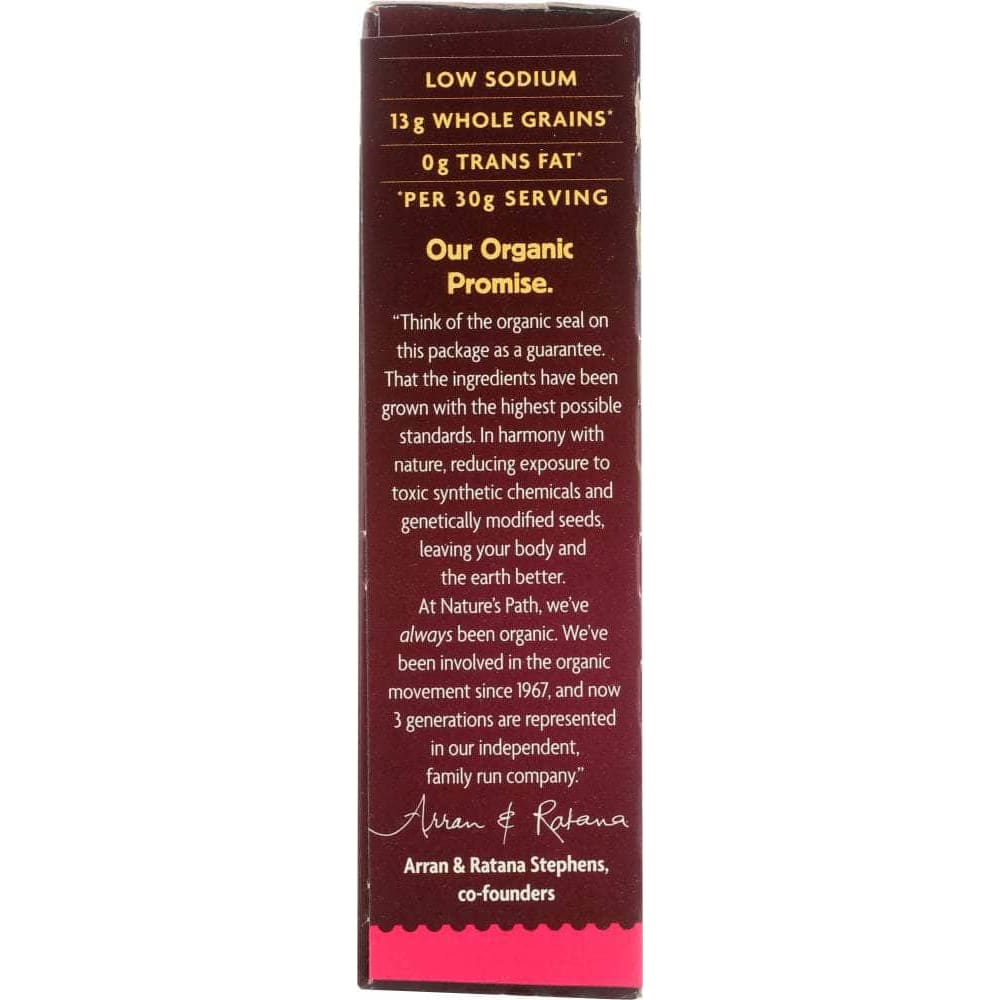 LOW SODIUM
13g WHOLE GRAINS*
0g TRANS FAT*
*PER 30g SERVING
Our Organic
Promise.
“Think of the organic seal on
this package as a guarantee.
That the ingredients have been
grown with the highest possible
standards. In harmony with
nature, reducing exposure to
toxic synthetic chemicals and
genetically modified seeds,
leaving your body and
the earth better.
At Nature’s Path, we’ve
always been organic. We’ve
been involved in the organic
movement since 1967, and now
3 generations are represented
in our independent,
family run company.”
Arran & Ratana
Arran & Ratana Stephens,
co-founders